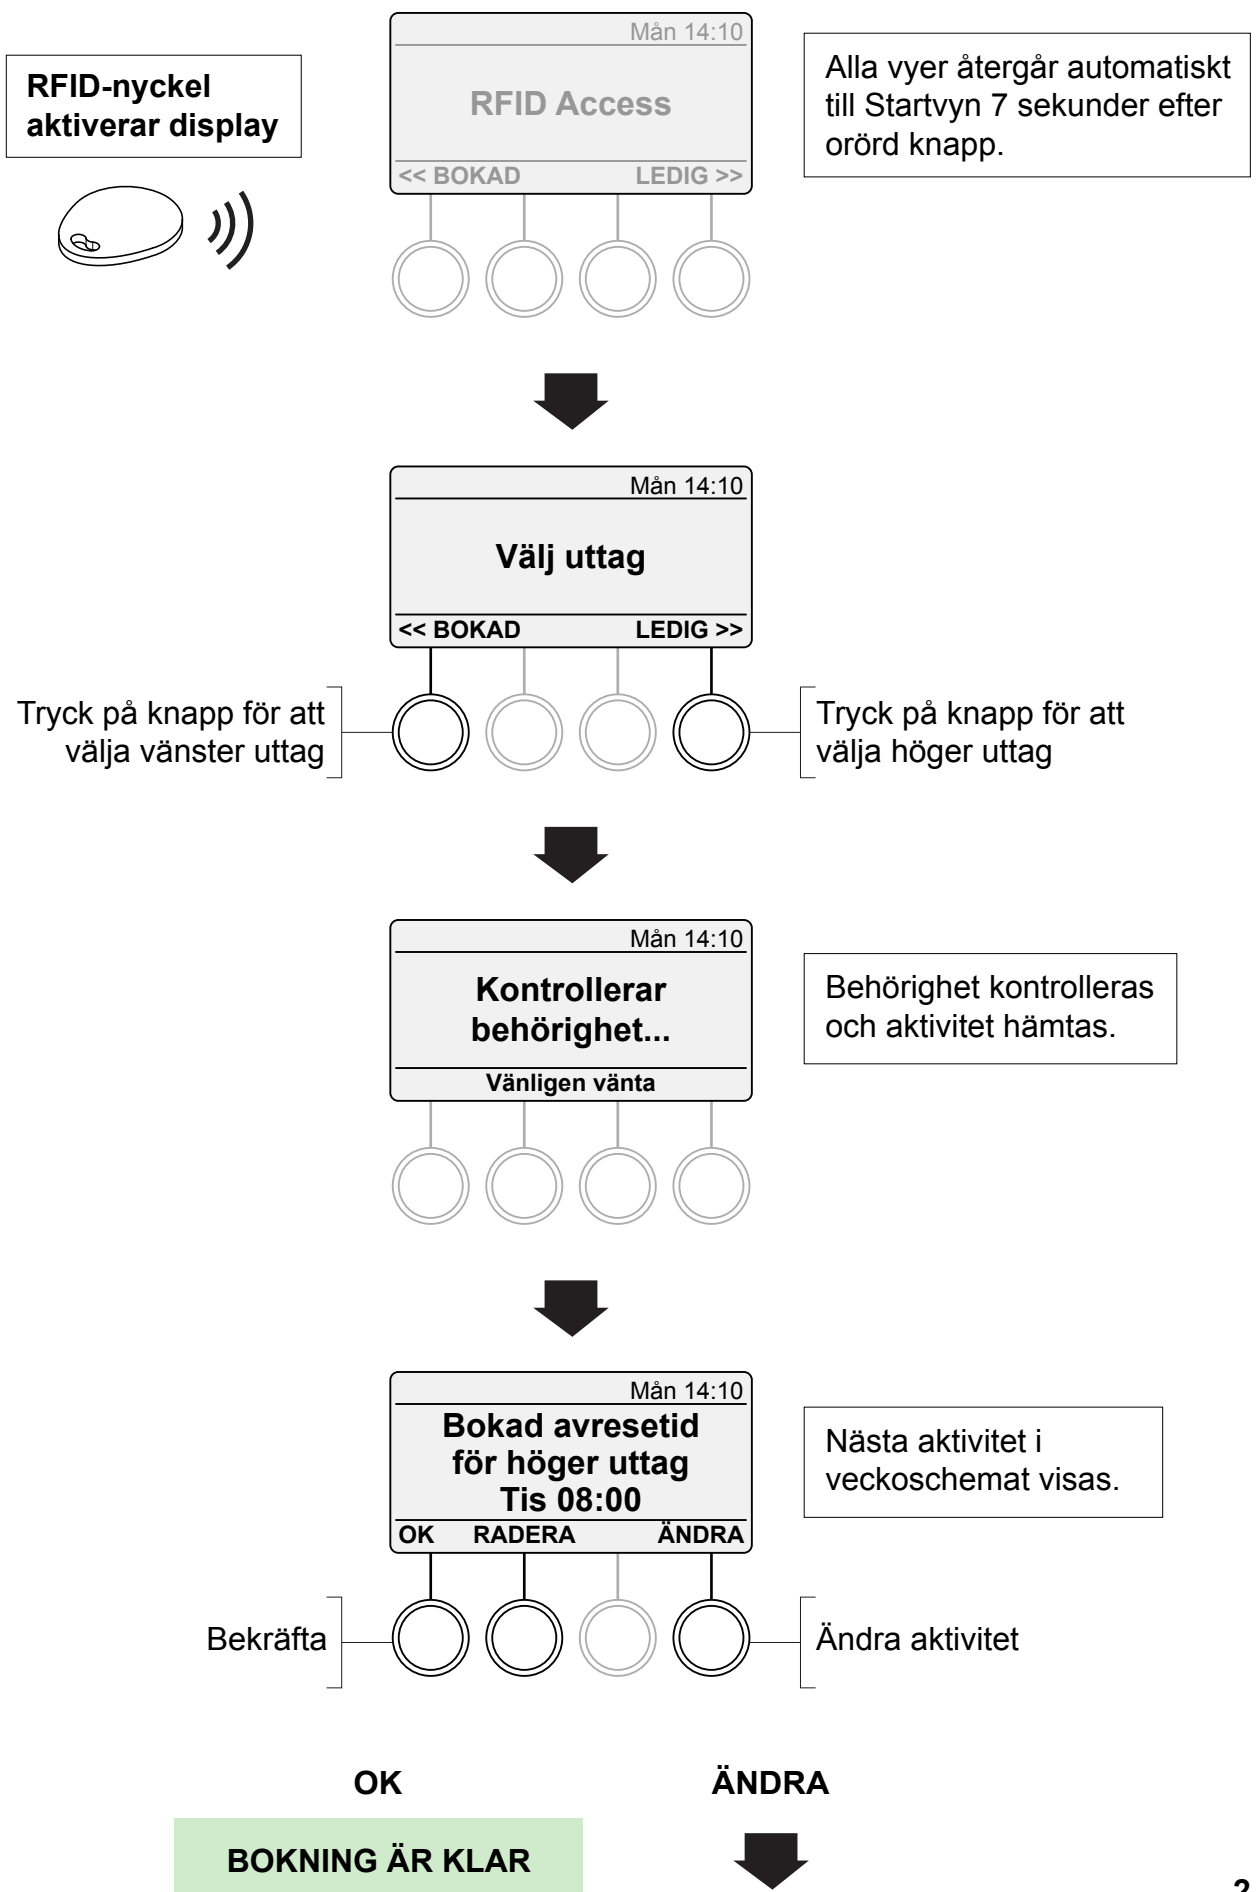 RFID-nyckel
aktiverar display
Mån 14:10
RFID Access
<< BOKAD LEDIG >>
Alla vyer återgår automatiskt
till Startvyn 7 sekunder efter
orörd knapp.
Mån 14:10
Välj uttag
<< BOKAD LEDIG >>
Tryck på knapp för att
välja vänster uttag
Tryck på knapp för att
välja höger uttag
Mån 14:10
Kontrollerar
behörighet...
Vänligen vänta
Behörighet kontrolleras
och aktivitet hämtas.
Mån 14:10
Bokad avresetid
för höger uttag
Tis 08:00
OK RADERA ÄNDRA
Nästa aktivitet i
veckoschemat visas.
Bekräfta
Ändra aktivitet
OK
ÄNDRA
BOKNING ÄR KLAR
2